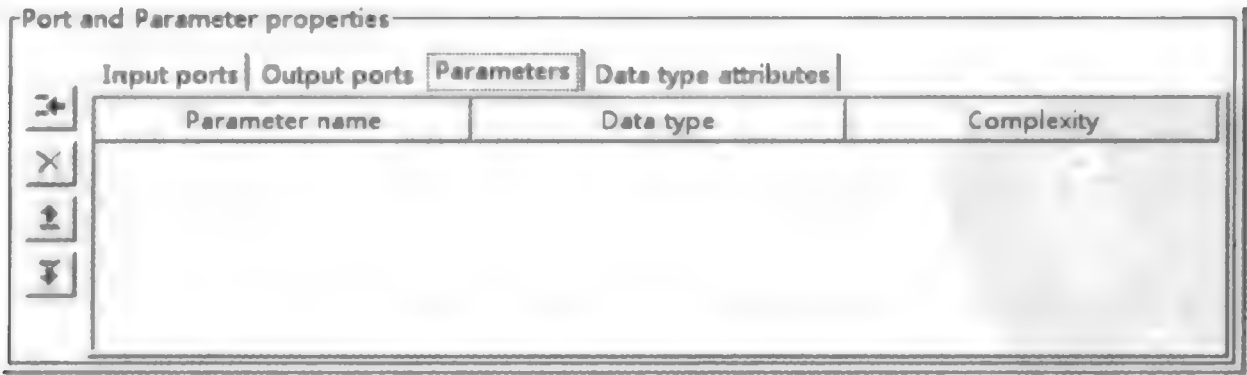 Port and Parameter properties
Input ports Output ports Parameters Data type attributes
Parameter name Data type Complexity